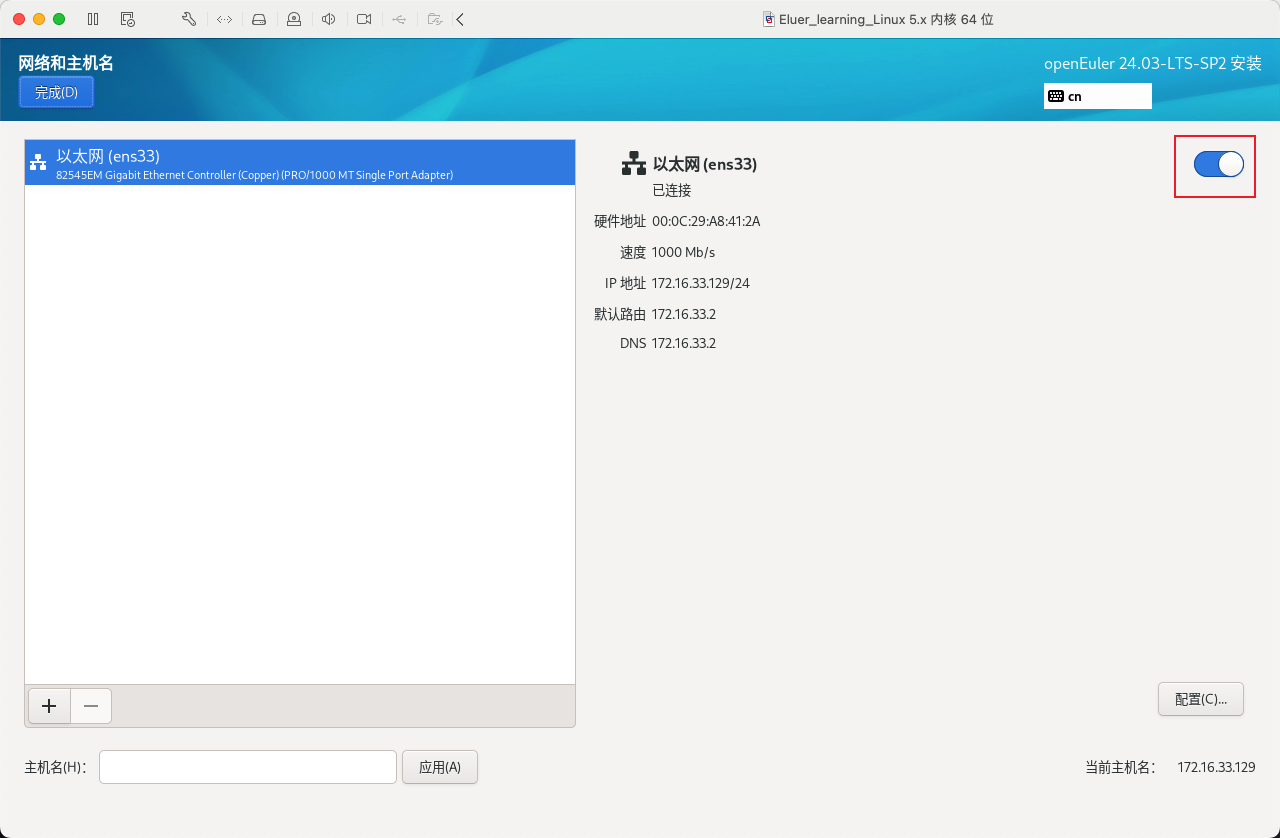 Eluer_learning_Linux 5.x 内核 64 位
网络和主机名
完成(D)
openEuler 24.03-LTS-SP2 安装
cn
以太网 (ens33)
82545EM Gigabit Ethernet Controller (Copper) (PRO/1000 MT Single Port Adapter)
以太网 (ens33)
已连接
硬件地址 00:0C:29:A8:41:2A
速度 1000 Mb/s
IP 地址 172.16.33.129/24
默认路由 172.16.33.2
DNS 172.16.33.2
配置(C)...
主机名(H)：
应用(A)
当前主机名： 172.16.33.129